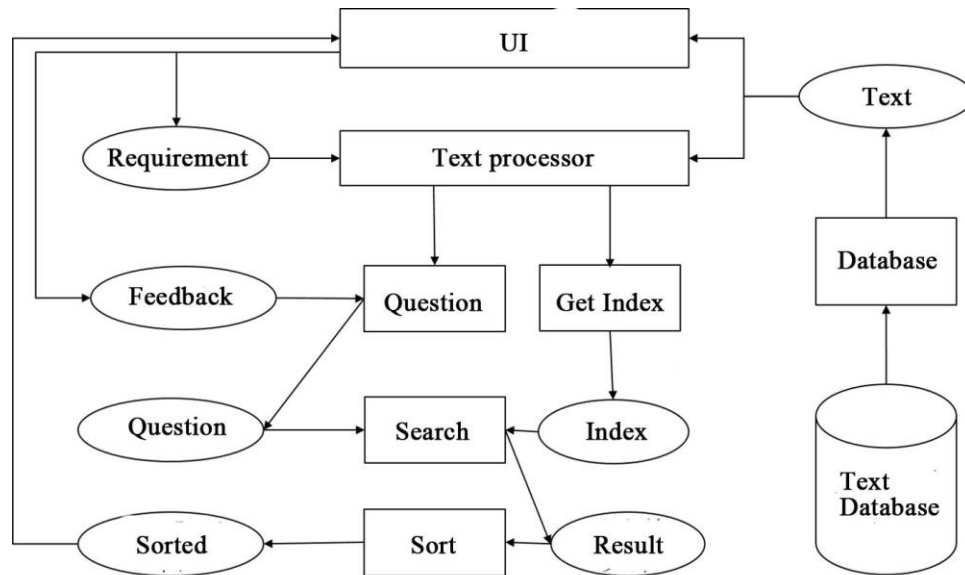 UI
Text
Requirement
Text processor
Database
Feedback
Question
Get Index
Question
Search
Index
Text
Database
Sorted
Sort
Result